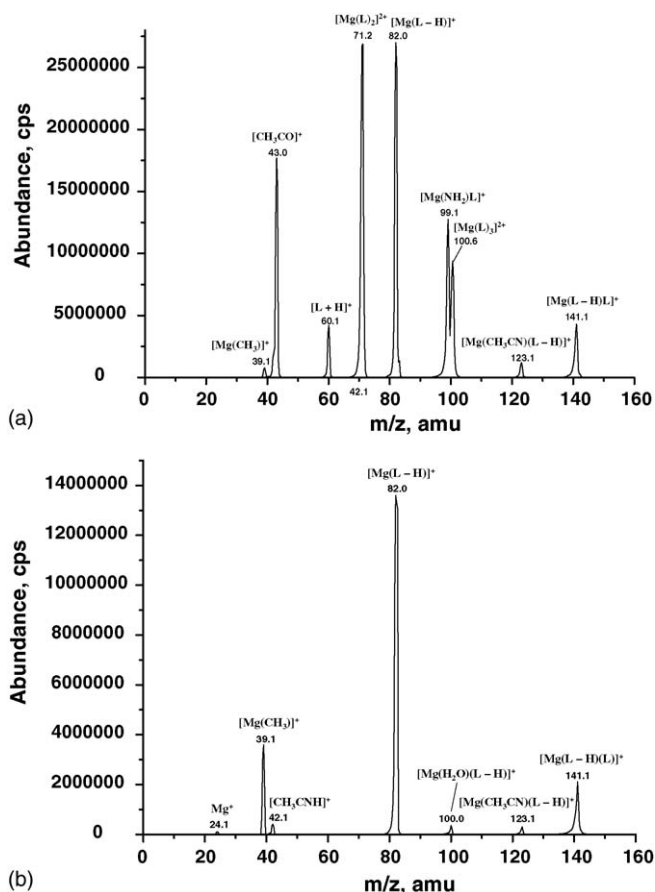 [Mg(L)₂]²⁺ [Mg(L – H)]⁺
71.2 82.0
[CH₃CO]⁺
43.0
[Mg(NH₂)L]⁺
99.1
[Mg(L)₃]²⁺
100.6
[L + H]⁺
60.1
[Mg(L – H)L]⁺
141.1
[Mg(CH₃)]⁺
39.1
[Mg(CH₃CN)(L – H)]⁺
123.1
42.1
25000000
20000000
15000000
10000000
5000000
0
Abundance, cps
0 20 40 60 80 100 120 140 160
m/z, amu
(a)
[Mg(L – H)]⁺
82.0
[Mg(CH₃)]⁺
39.1
[Mg(H₂O)(L – H)]⁺
100.0
[Mg(L – H)(L)]⁺
141.1
Mg⁺
24.1
[CH₃CNH]⁺
42.1
[Mg(CH₃CN)(L – H)]⁺
123.1
14000000
12000000
10000000
8000000
6000000
4000000
2000000
0
Abundance, cps
0 20 40 60 80 100 120 140 160
m/z, amu
(b)